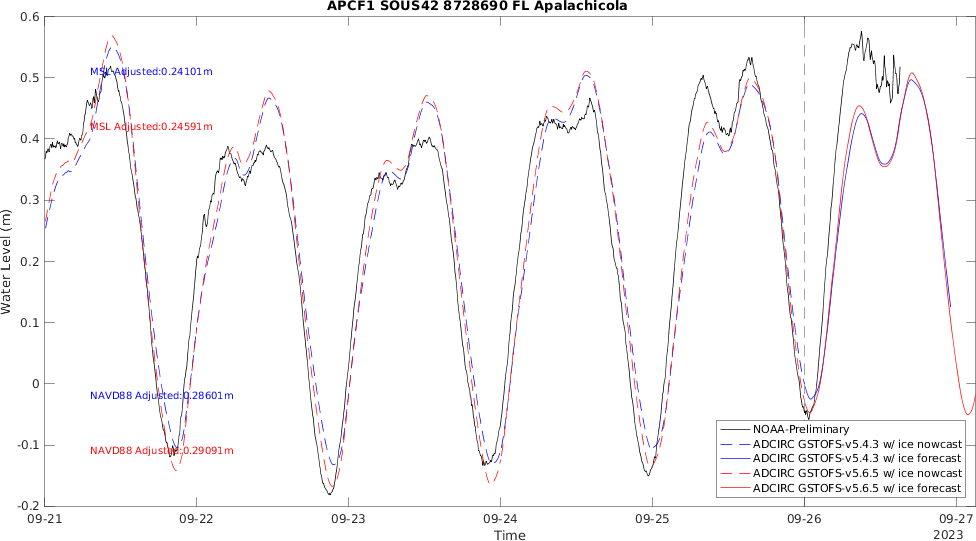 APCF1 SOUS42 8728690 FL Apalachicola
0.6
0.5
0.4
0.3
0.2
0.1
0
-0.1
-0.2
Water Level (m)
MSL Adjusted:0.24101m
MSL Adjusted:0.24591m
NAVD88 Adjusted:0.28601m
NAVD88 Adjusted:0.29091m
NOAA-Preliminary
ADCIRC GSTOFS-v5.4.3 w/ ice nowcast
ADCIRC GSTOFS-v5.4.3 w/ ice forecast
ADCIRC GSTOFS-v5.6.5 w/ ice nowcast
ADCIRC GSTOFS-v5.6.5 w/ ice forecast
09-21 09-22 09-23 09-24 09-25 09-26 09-27
Time
2023